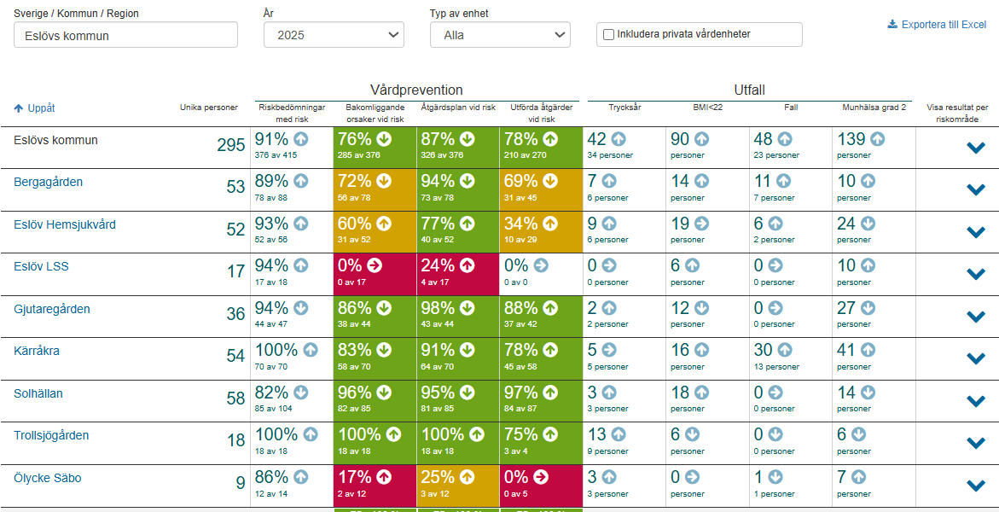 Sverige / Kommun / Region År Typ av enhet
Eslövs kommun 2025 Alla Inkludera privata vårdenheter Exportera till Excel
Vårdprevention Utfall
Uppåt Unika personer Riskbedömningar med risk Bakomliggande orsaker vid risk Åtgärdsplan vid risk Utförda åtgärder vid risk Trycksår BMI<22 Fall Munhälsa grad 2 Visa resultat per riskområde
Eslövs kommun 295 91% 76% 87% 78% 42 90 48 139
376 av 415 285 av 376 326 av 376 210 av 270 34 personer personer 23 personer personer
Bergagården 53 89% 72% 94% 69% 7 14 11 10
78 av 88 56 av 78 73 av 78 31 av 45 6 personer personer 7 personer personer
Eslöv Hemsjukvård 52 93% 60% 77% 34% 9 19 6 24
52 av 56 31 av 52 40 av 52 10 av 29 6 personer personer 2 personer personer
Eslöv LSS 17 94% 0% 24% 0% 0 6 0 10
17 av 18 0 av 17 4 av 17 0 av 0 0 personer personer 0 personer personer
Gjutaregården 36 94% 86% 98% 88% 2 12 0 27
44 av 47 38 av 44 43 av 44 37 av 42 2 personer personer 0 personer personer
Kärråkra 54 100% 83% 91% 78% 5 16 30 41
70 av 70 58 av 70 64 av 70 45 av 58 5 personer personer 13 personer personer
Solhällan 58 82% 96% 95% 97% 3 18 0 14
85 av 104 82 av 85 81 av 85 84 av 87 3 personer personer 0 personer personer
Trollsjögården 18 100% 100% 100% 75% 13 6 0 6
18 av 18 18 av 18 18 av 18 3 av 4 9 personer personer 0 personer personer
Ölycke Säbo 9 86% 17% 25% 0% 3 0 1 7
12 av 14 2 av 12 3 av 12 0 av 5 3 personer personer 1 personer personer